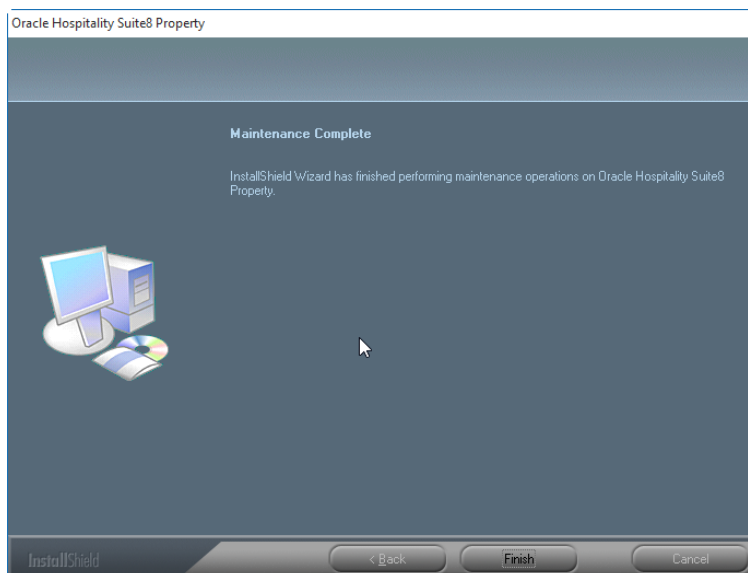 Oracle Hospitality Suite8 Property
Maintenance Complete
InstallShield Wizard has finished performing maintenance operations on Oracle Hospitality Suite8
Property.
InstallShield
< Back
Finish
Cancel